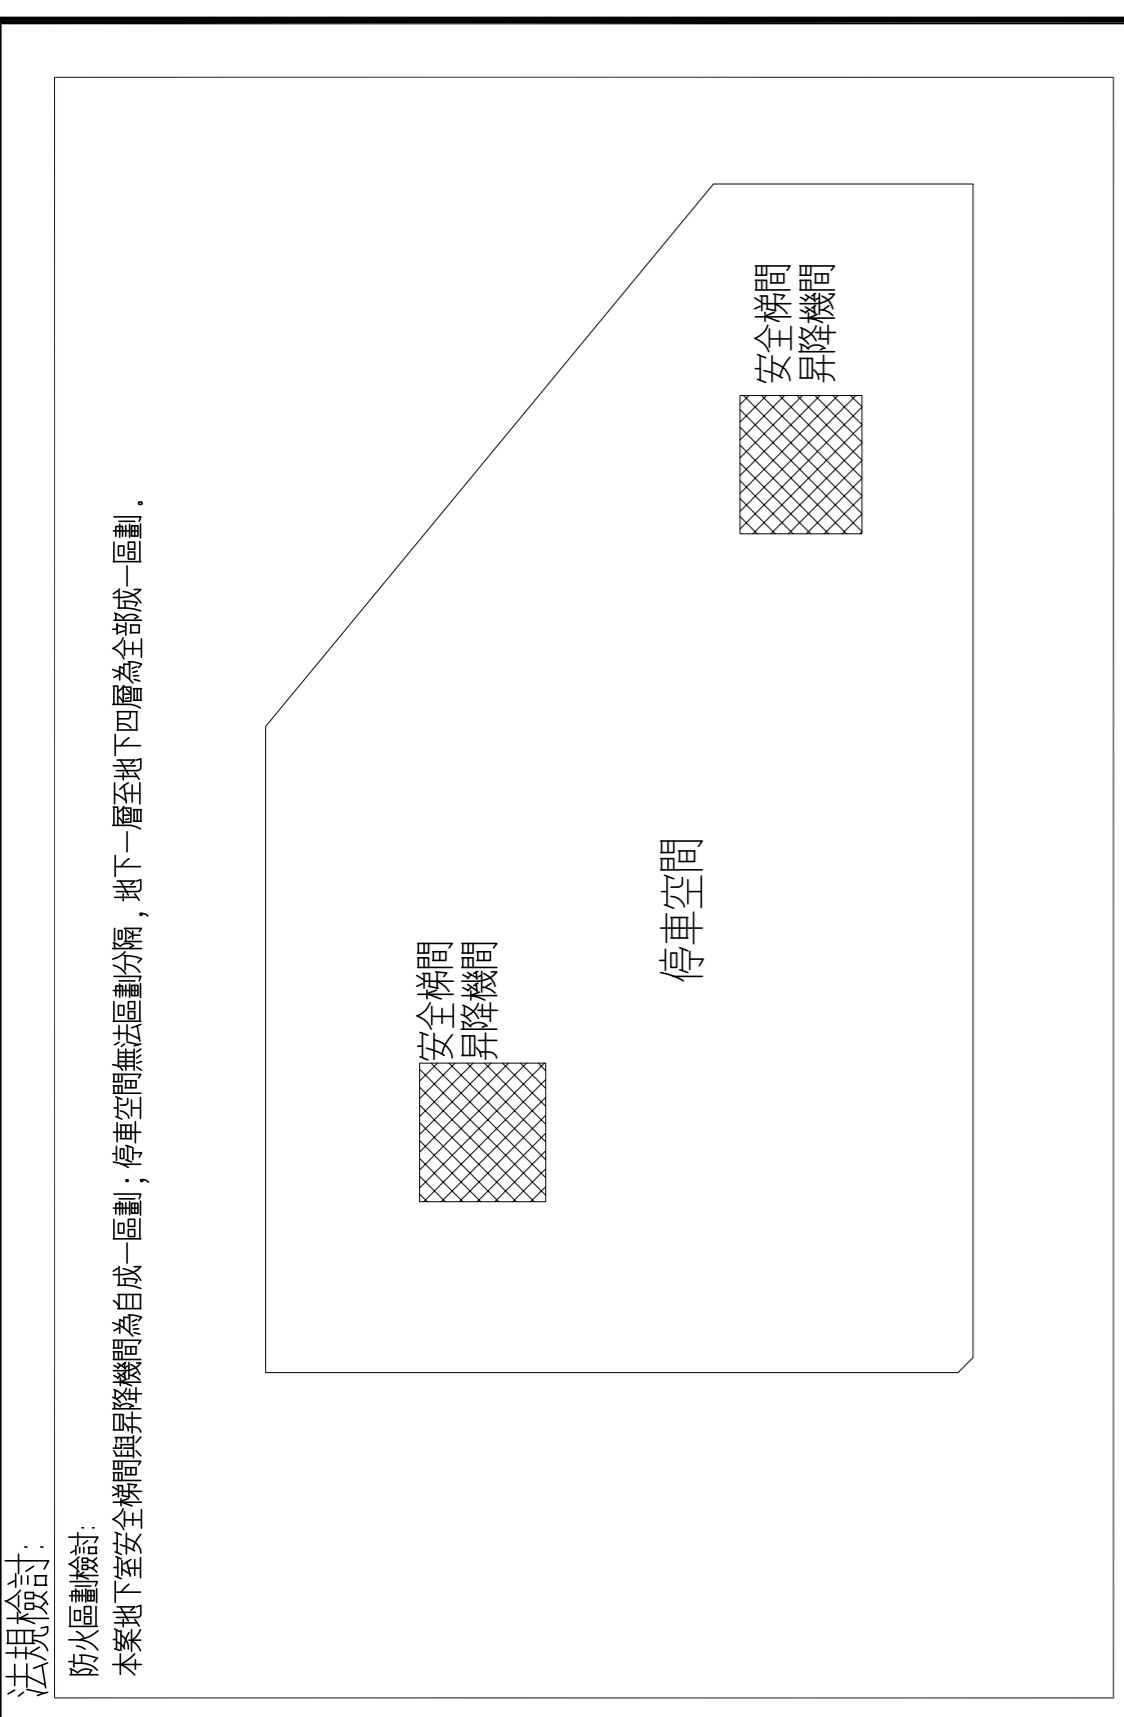 法規檢討:
防火區劃檢討:
本案地下室安全梯間與昇降機間為自成一區劃;停車空間無法區劃分隔,地下一層至地下四層為全部成一區劃。
安全梯間
昇降機間
停車空間
安全梯間
昇降機間